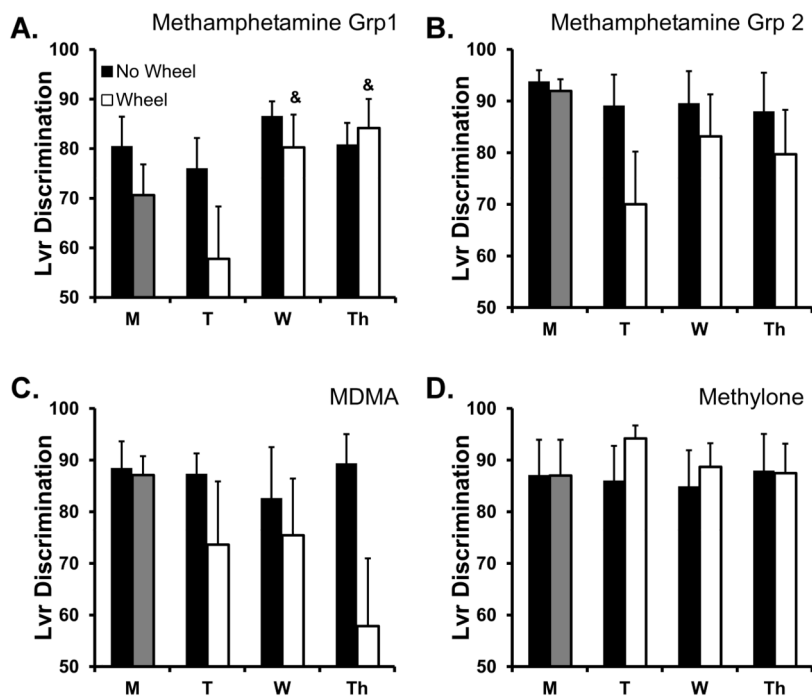 A.
Methamphetamine Grp1
Lvr Discrimination
100
90
80
70
60
50
No Wheel
Wheel
&
&
M T W Th
B.
Methamphetamine Grp 2
Lvr Discrimination
100
90
80
70
60
50
M T W Th
C.
MDMA
Lvr Discrimination
100
90
80
70
60
50
M T W Th
D.
Methylone
Lvr Discrimination
100
90
80
70
60
50
M T W Th